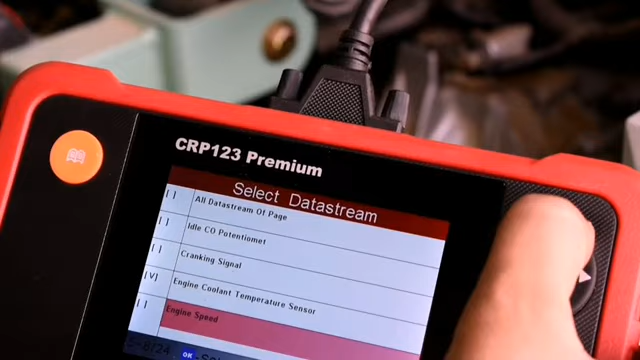 CRP123 Premium
Select Datastream
[ ] All Datastream Of Page
[ ] Idle CO Potentiomet
[ ] Cranking Signal
[V] Engine Coolant Temperature Sensor
[ ] Engine Speed
OK